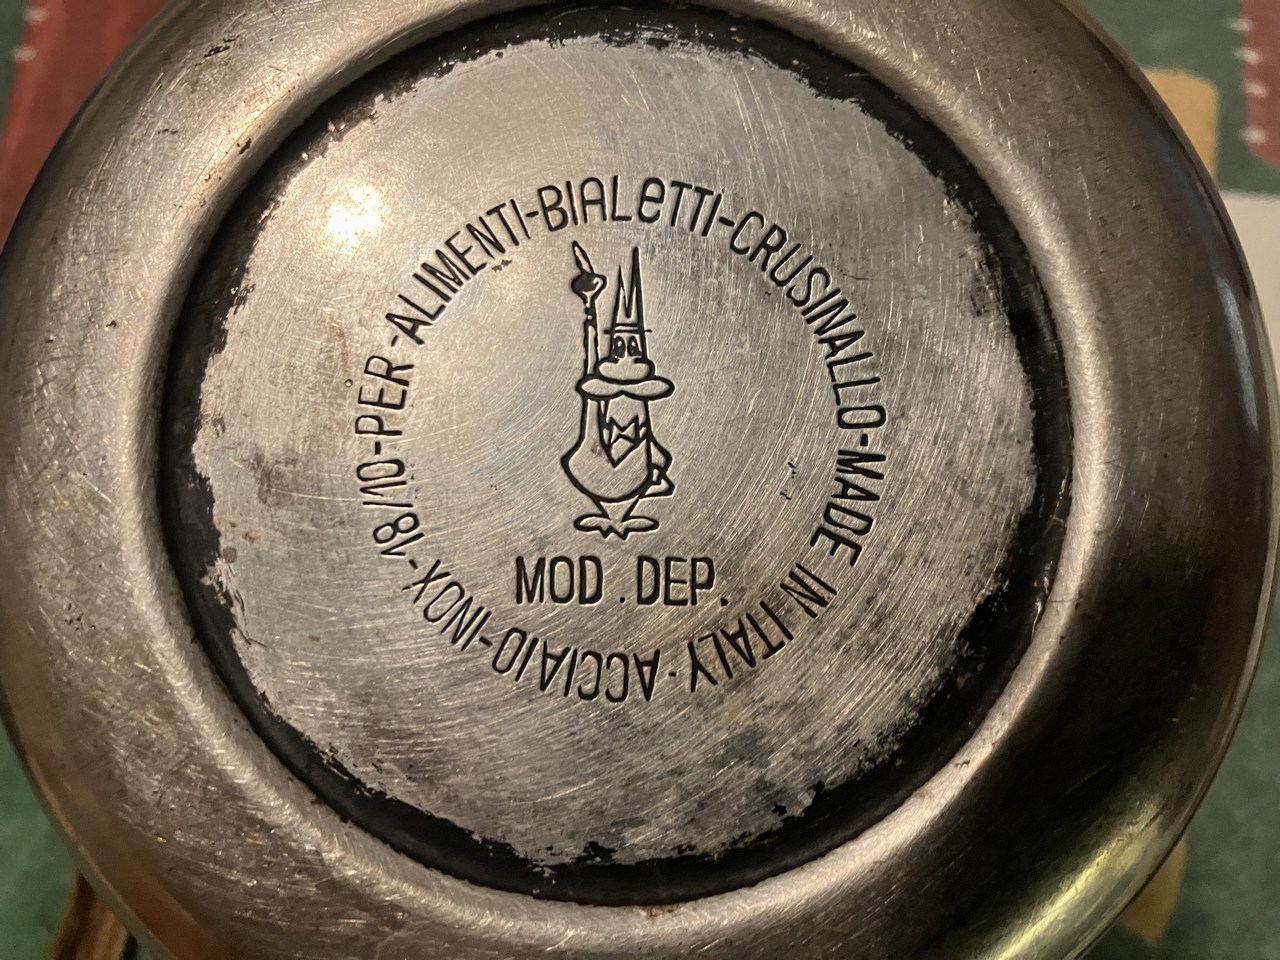 ACCIAIO-INOX-18/10-PER-ALIMENTI-BIALeTTI-CRUSINALLO-MADE IN ITALY
MOD. DEP.